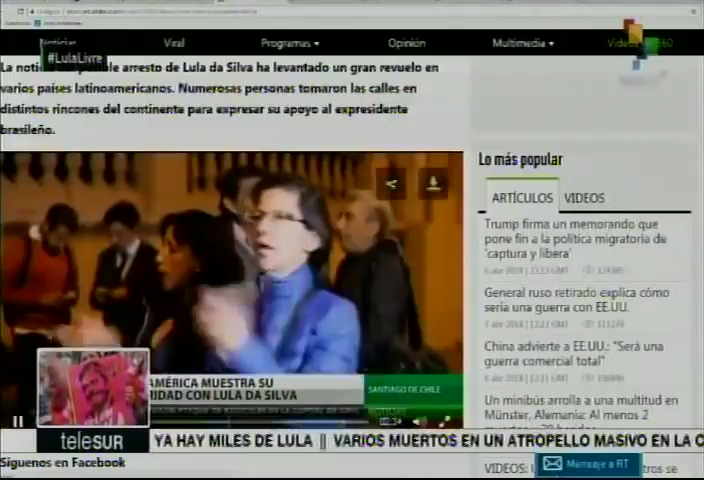 Noticias Viral Programas Opinión Multimedia
#LulaLivre
arresto de Lula da Silva ha levantado un gran revuelo en
varios países latinoamericanos. Numerosas personas tomaron las calles en
distintos rincones del continente para expresar su apoyo al expresidente
brasileño.
Lo más popular
ARTÍCULOS VIDEOS
Trump firma un memorando que
pone fin a la política migratoria de
'captura y libera'
General ruso retirado explica cómo
sería una guerra con EE.UU.
China advierte a EE.UU.: "Será una
guerra comercial total"
Un minibús arrolla a una multitud en
Münster, Alemania: Al menos 2
VIDEOS:
AMÉRICA MUESTRA SU
RIDAD CON LULA DA SILVA
SANTIAGO DE CHILE
teleSUR
YA HAY MILES DE LULA || VARIOS MUERTOS EN UN ATROPELLO MASIVO EN LA
Síguenos en Facebook
Mensaje a RT